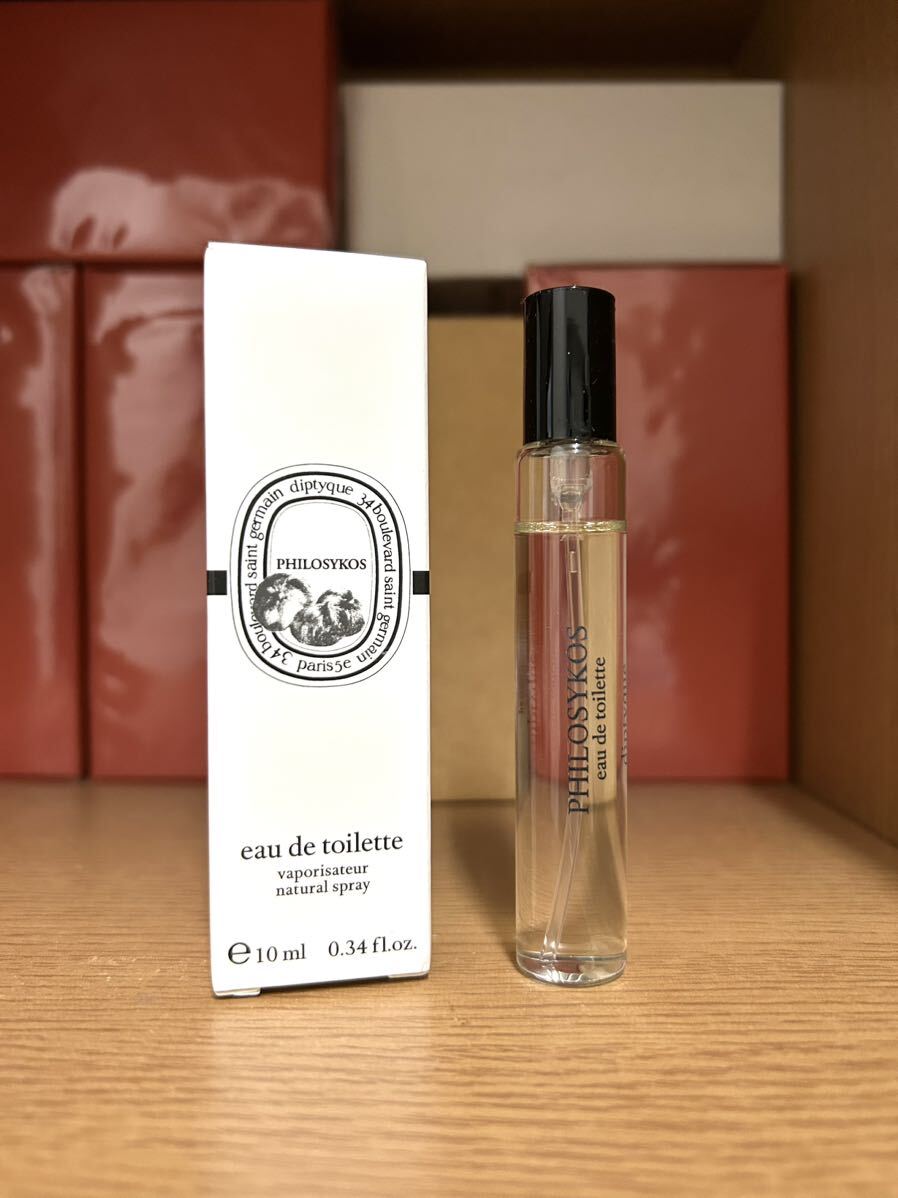 diptyque 34 boulevard saint germain paris5e 34 boulevard saint germain
PHILOSYKOS
eau de toilette
vaporisateur
natural spray
℮ 10 ml 0.34 fl.oz.
PHILOSYKOS
eau de toilette